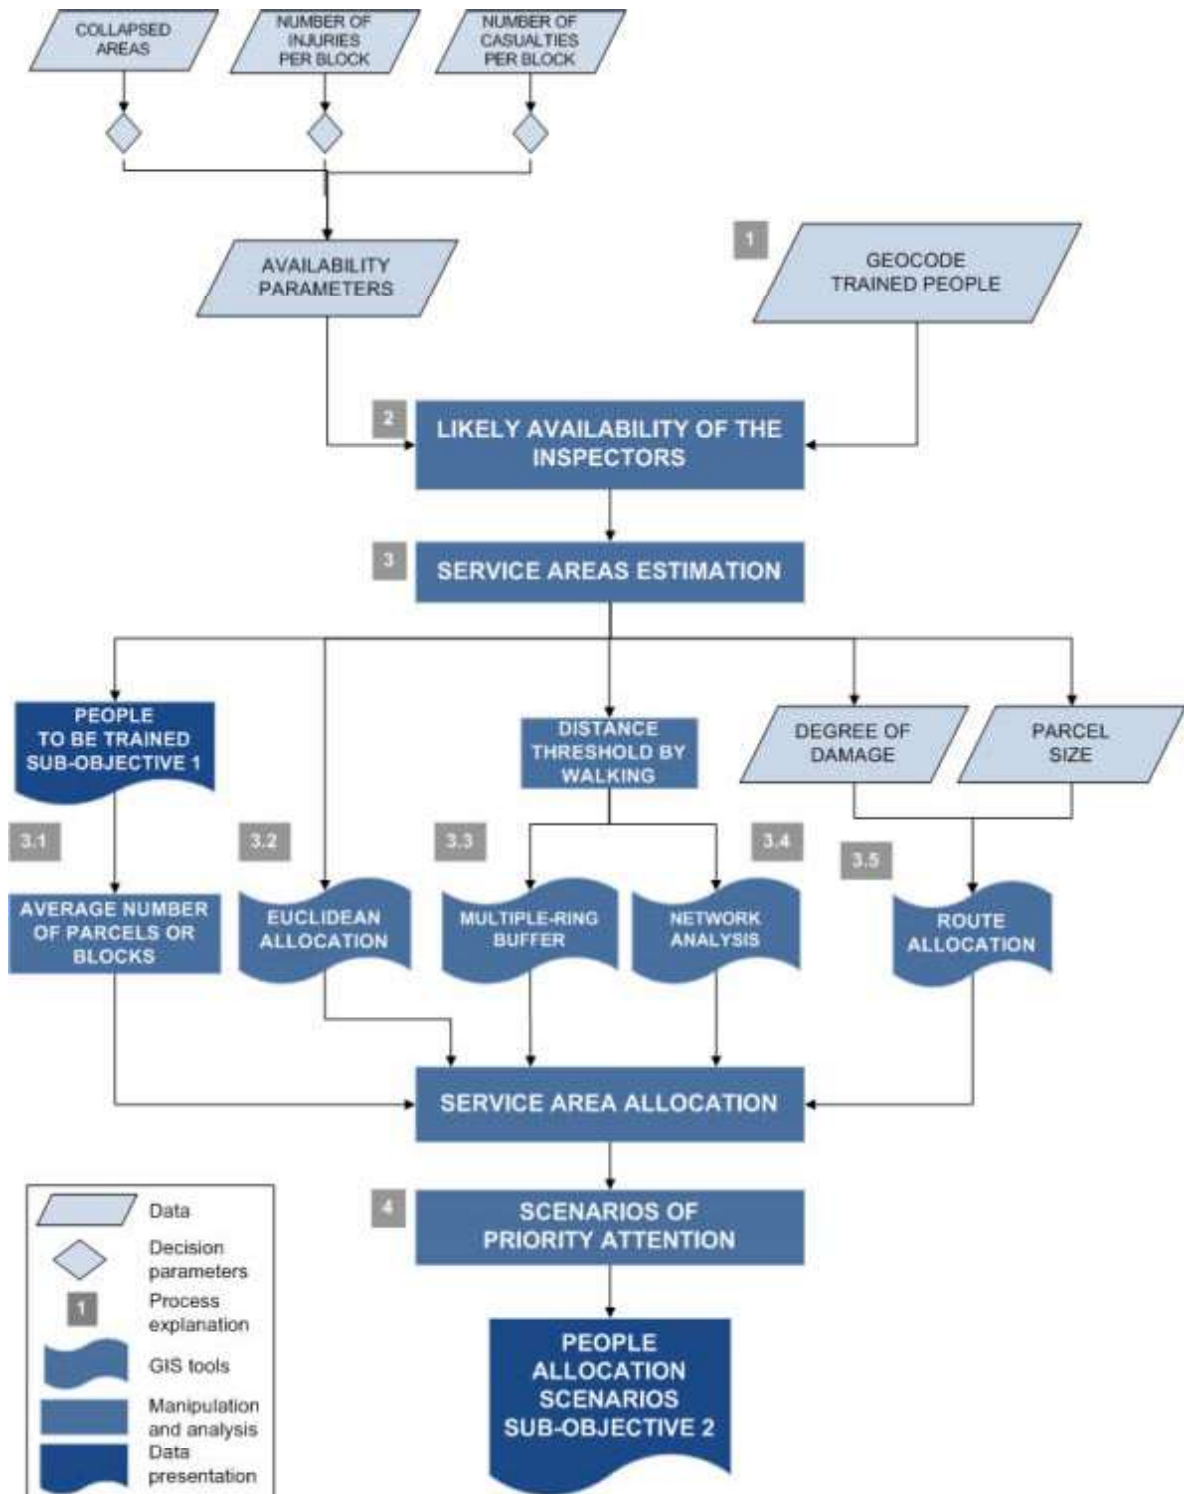 COLLAPSED
AREAS
NUMBER OF
INJURIES
PER BLOCK
NUMBER OF
CASUALTIES
PER BLOCK
AVAILABILITY
PARAMETERS
1
GEOCODE
TRAINED PEOPLE
2
LIKELY AVAILABILITY OF THE
INSPECTORS
3
SERVICE AREAS ESTIMATION
PEOPLE
TO BE TRAINED
SUB-OBJECTIVE 1
DISTANCE
THRESHOLD BY
WALKING
DEGREE OF
DAMAGE
PARCEL
SIZE
3.1
3.2
3.3
3.4
3.5
AVERAGE NUMBER
OF PARCELS OR
BLOCKS
EUCLIDEAN
ALLOCATION
MULTIPLE-RING
BUFFER
NETWORK
ANALYSIS
ROUTE
ALLOCATION
SERVICE AREA ALLOCATION
4
SCENARIOS OF
PRIORITY ATTENTION
PEOPLE
ALLOCATION
SCENARIOS
SUB-OBJECTIVE 2
Data
Decision
parameters
1
Process
explanation
GIS tools
Manipulation
and analysis
Data
presentation